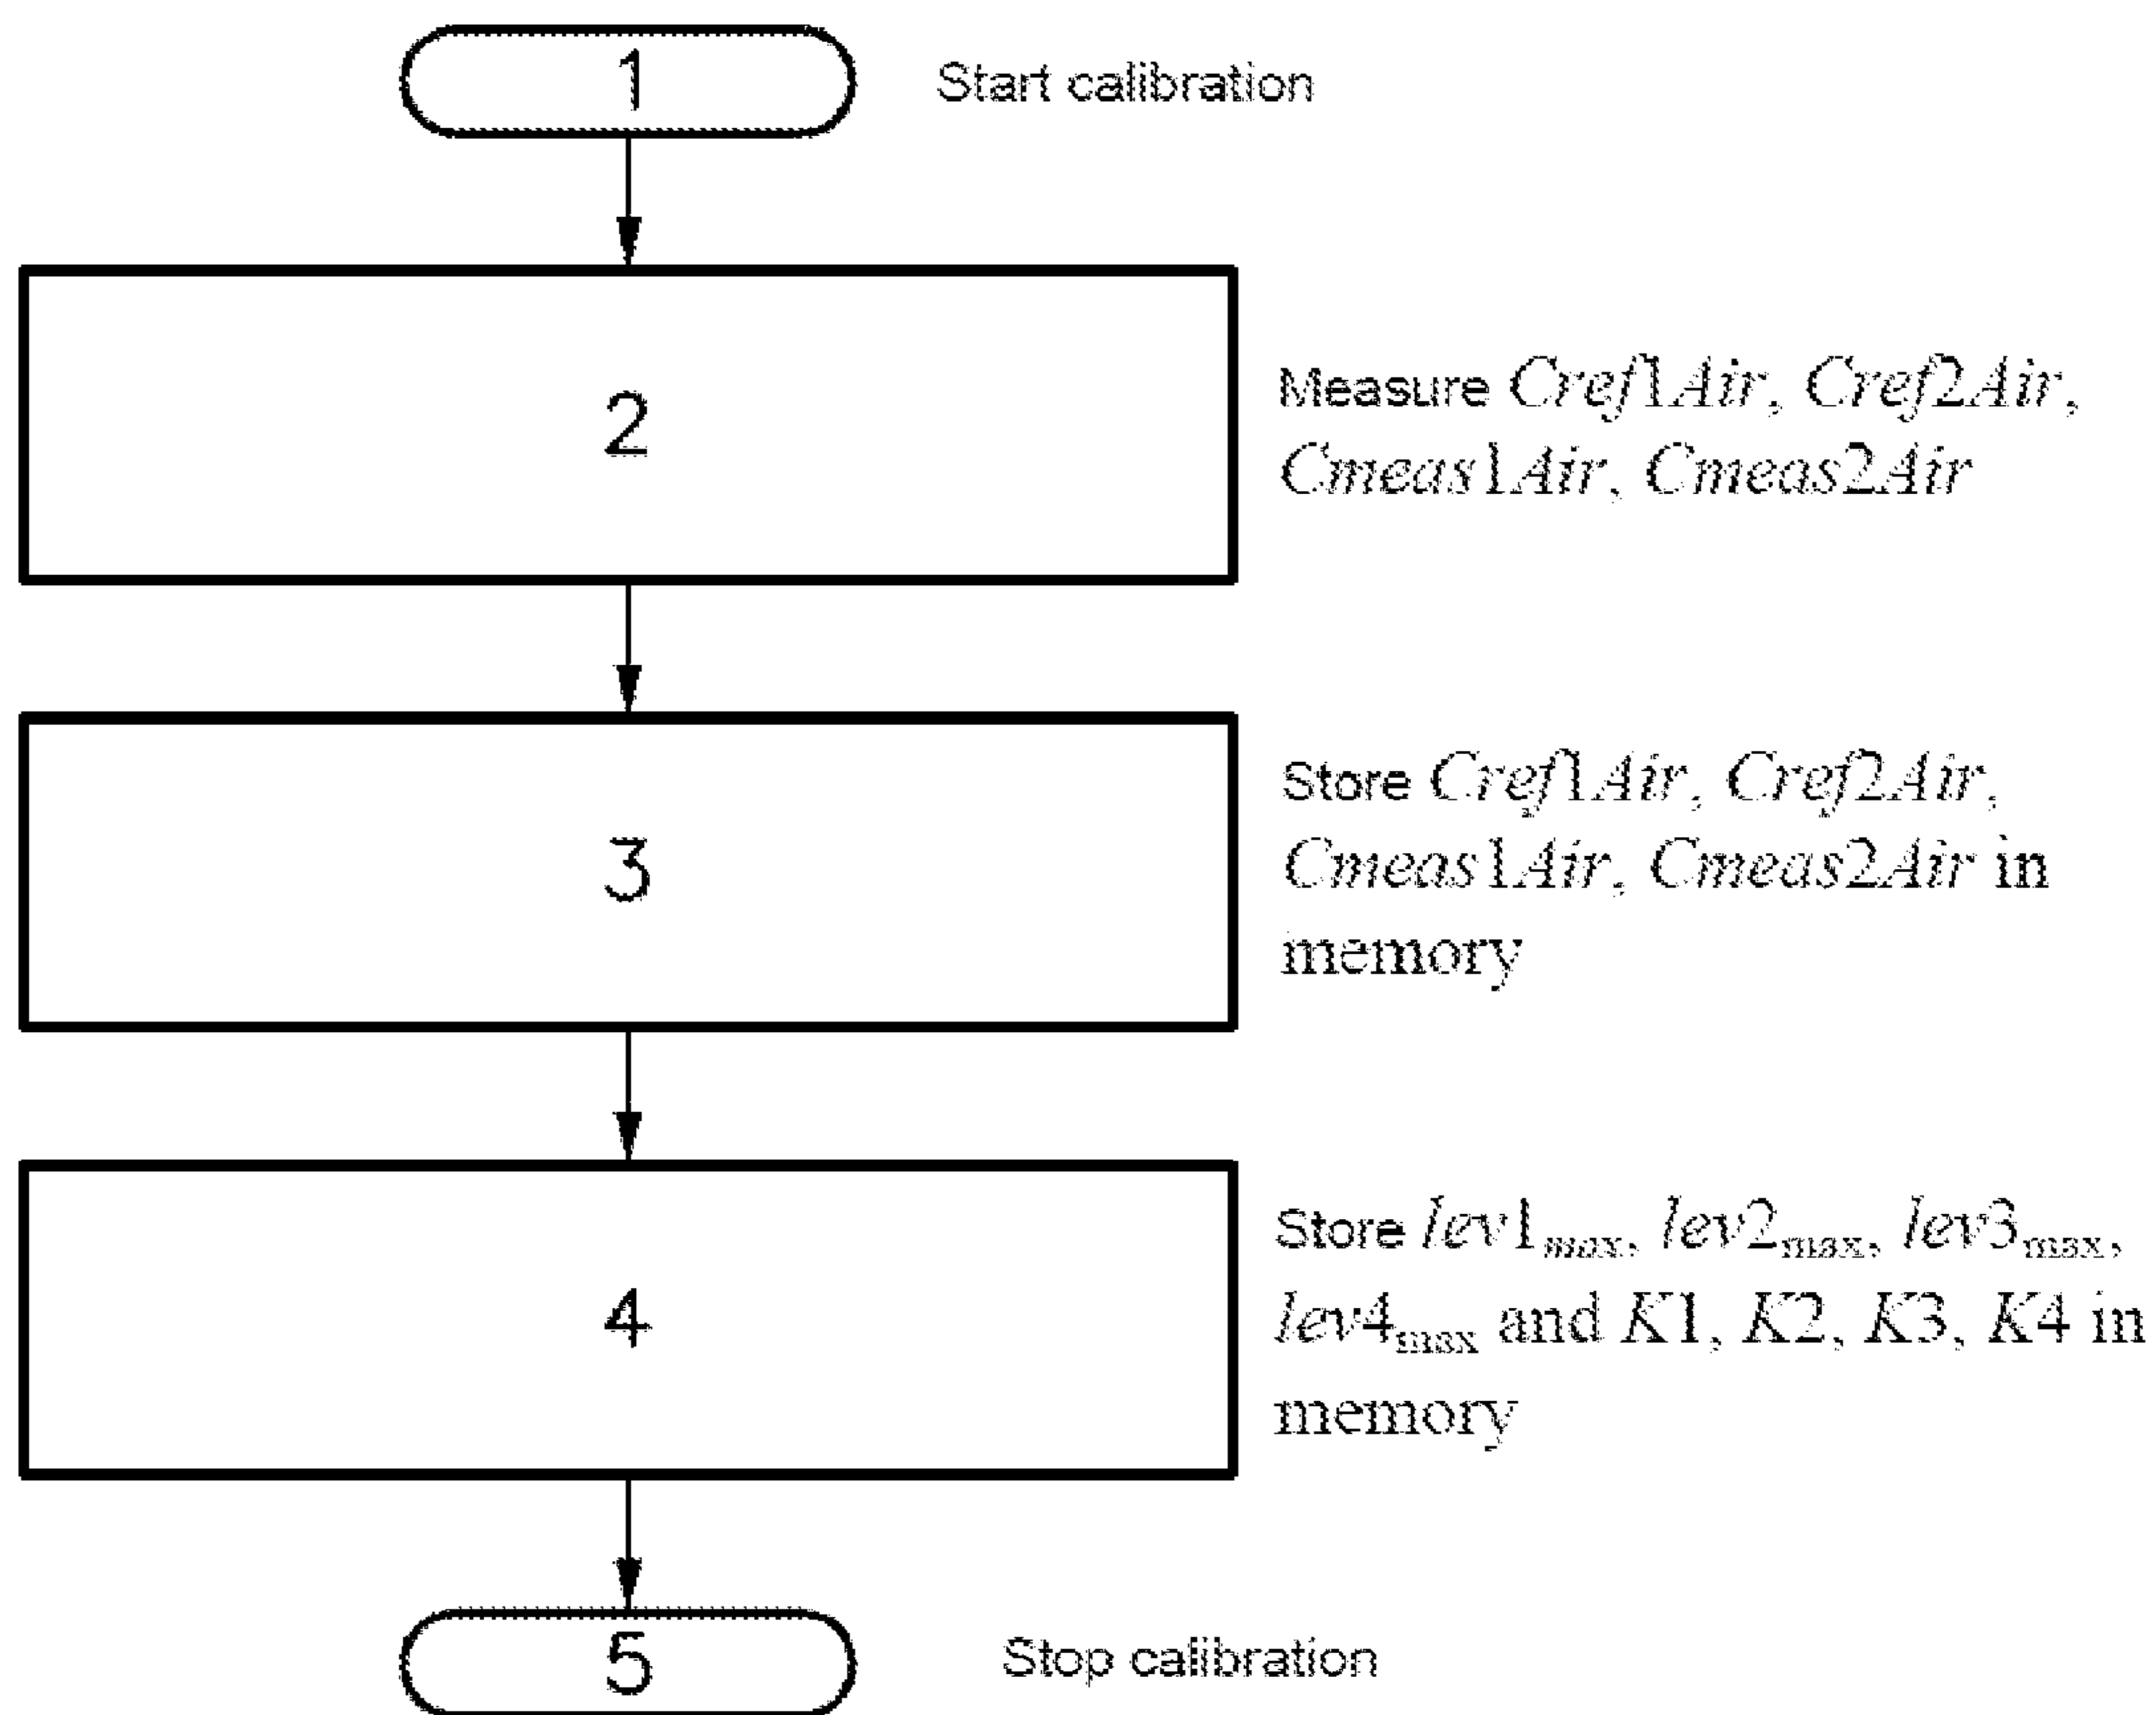 1 Start calibration
2
Measure Cref1Air, Cref2Air,
Cmeas1Air, Cmeas2Air
3
Store Cref1Air, Cref2Air,
Cmeas1Air, Cmeas2Air in
memory
4
Store lev1max, lev2max, lev3max,
lev4max and K1, K2, K3, K4 in
memory
5 Stop calibration